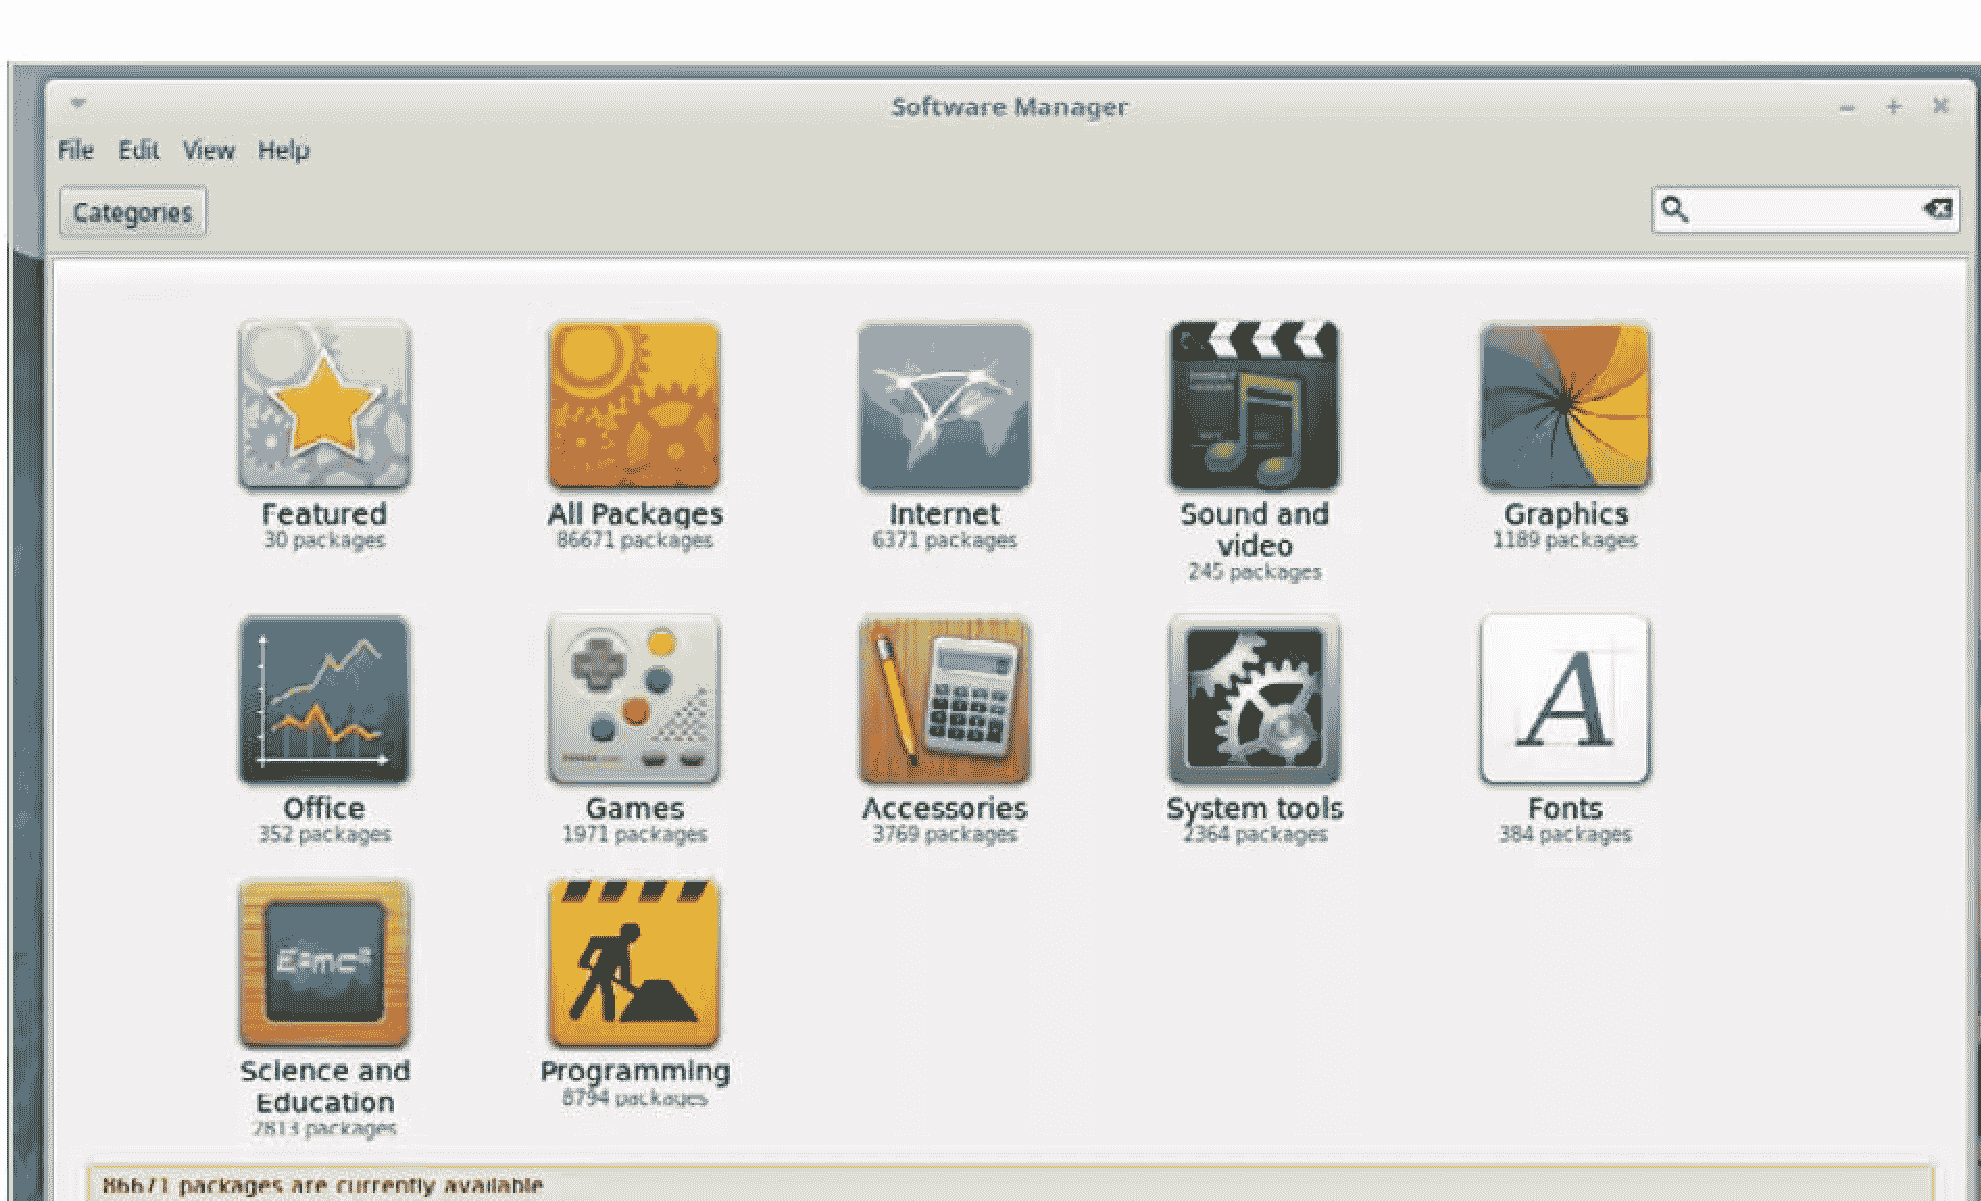 Software Manager
File Edit View Help
Categories
Featured
30 packages
All Packages
86671 packages
Internet
6371 packages
Sound and
video
245 packages
Graphics
1189 packages
Office
352 packages
Games
1971 packages
Accessories
3769 packages
System tools
2364 packages
A
Fonts
384 packages
E=mc²
Science and
Education
2813 packages
Programming
8794 packages
86671 packages are currently available